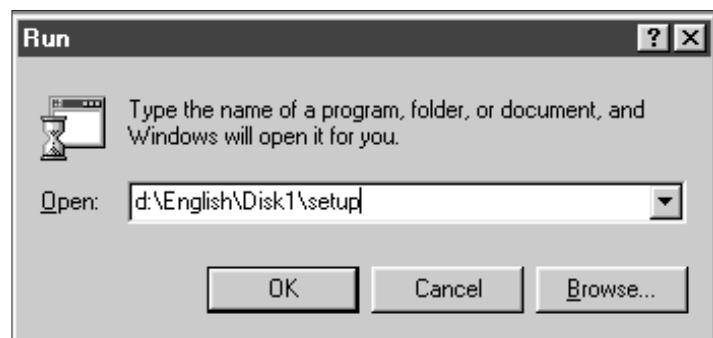 Run
Type the name of a program, folder, or document, and
Windows will open it for you.
Open: d:\English\Disk1\setup
OK Cancel Browse...